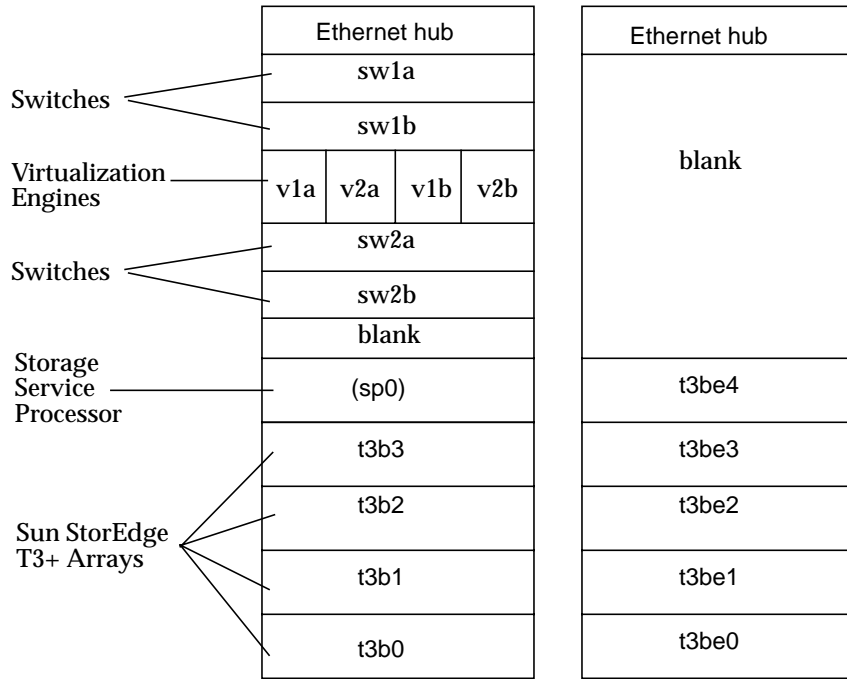 Ethernet hub
Ethernet hub
sw1a
Switches
sw1b
Virtualization
Engines
v1a
v2a
v1b
v2b
blank
sw2a
Switches
sw2b
blank
Storage
Service
Processor
(sp0)
t3be4
t3b3
t3be3
t3b2
t3be2
Sun StorEdge
T3+ Arrays
t3b1
t3be1
t3b0
t3be0